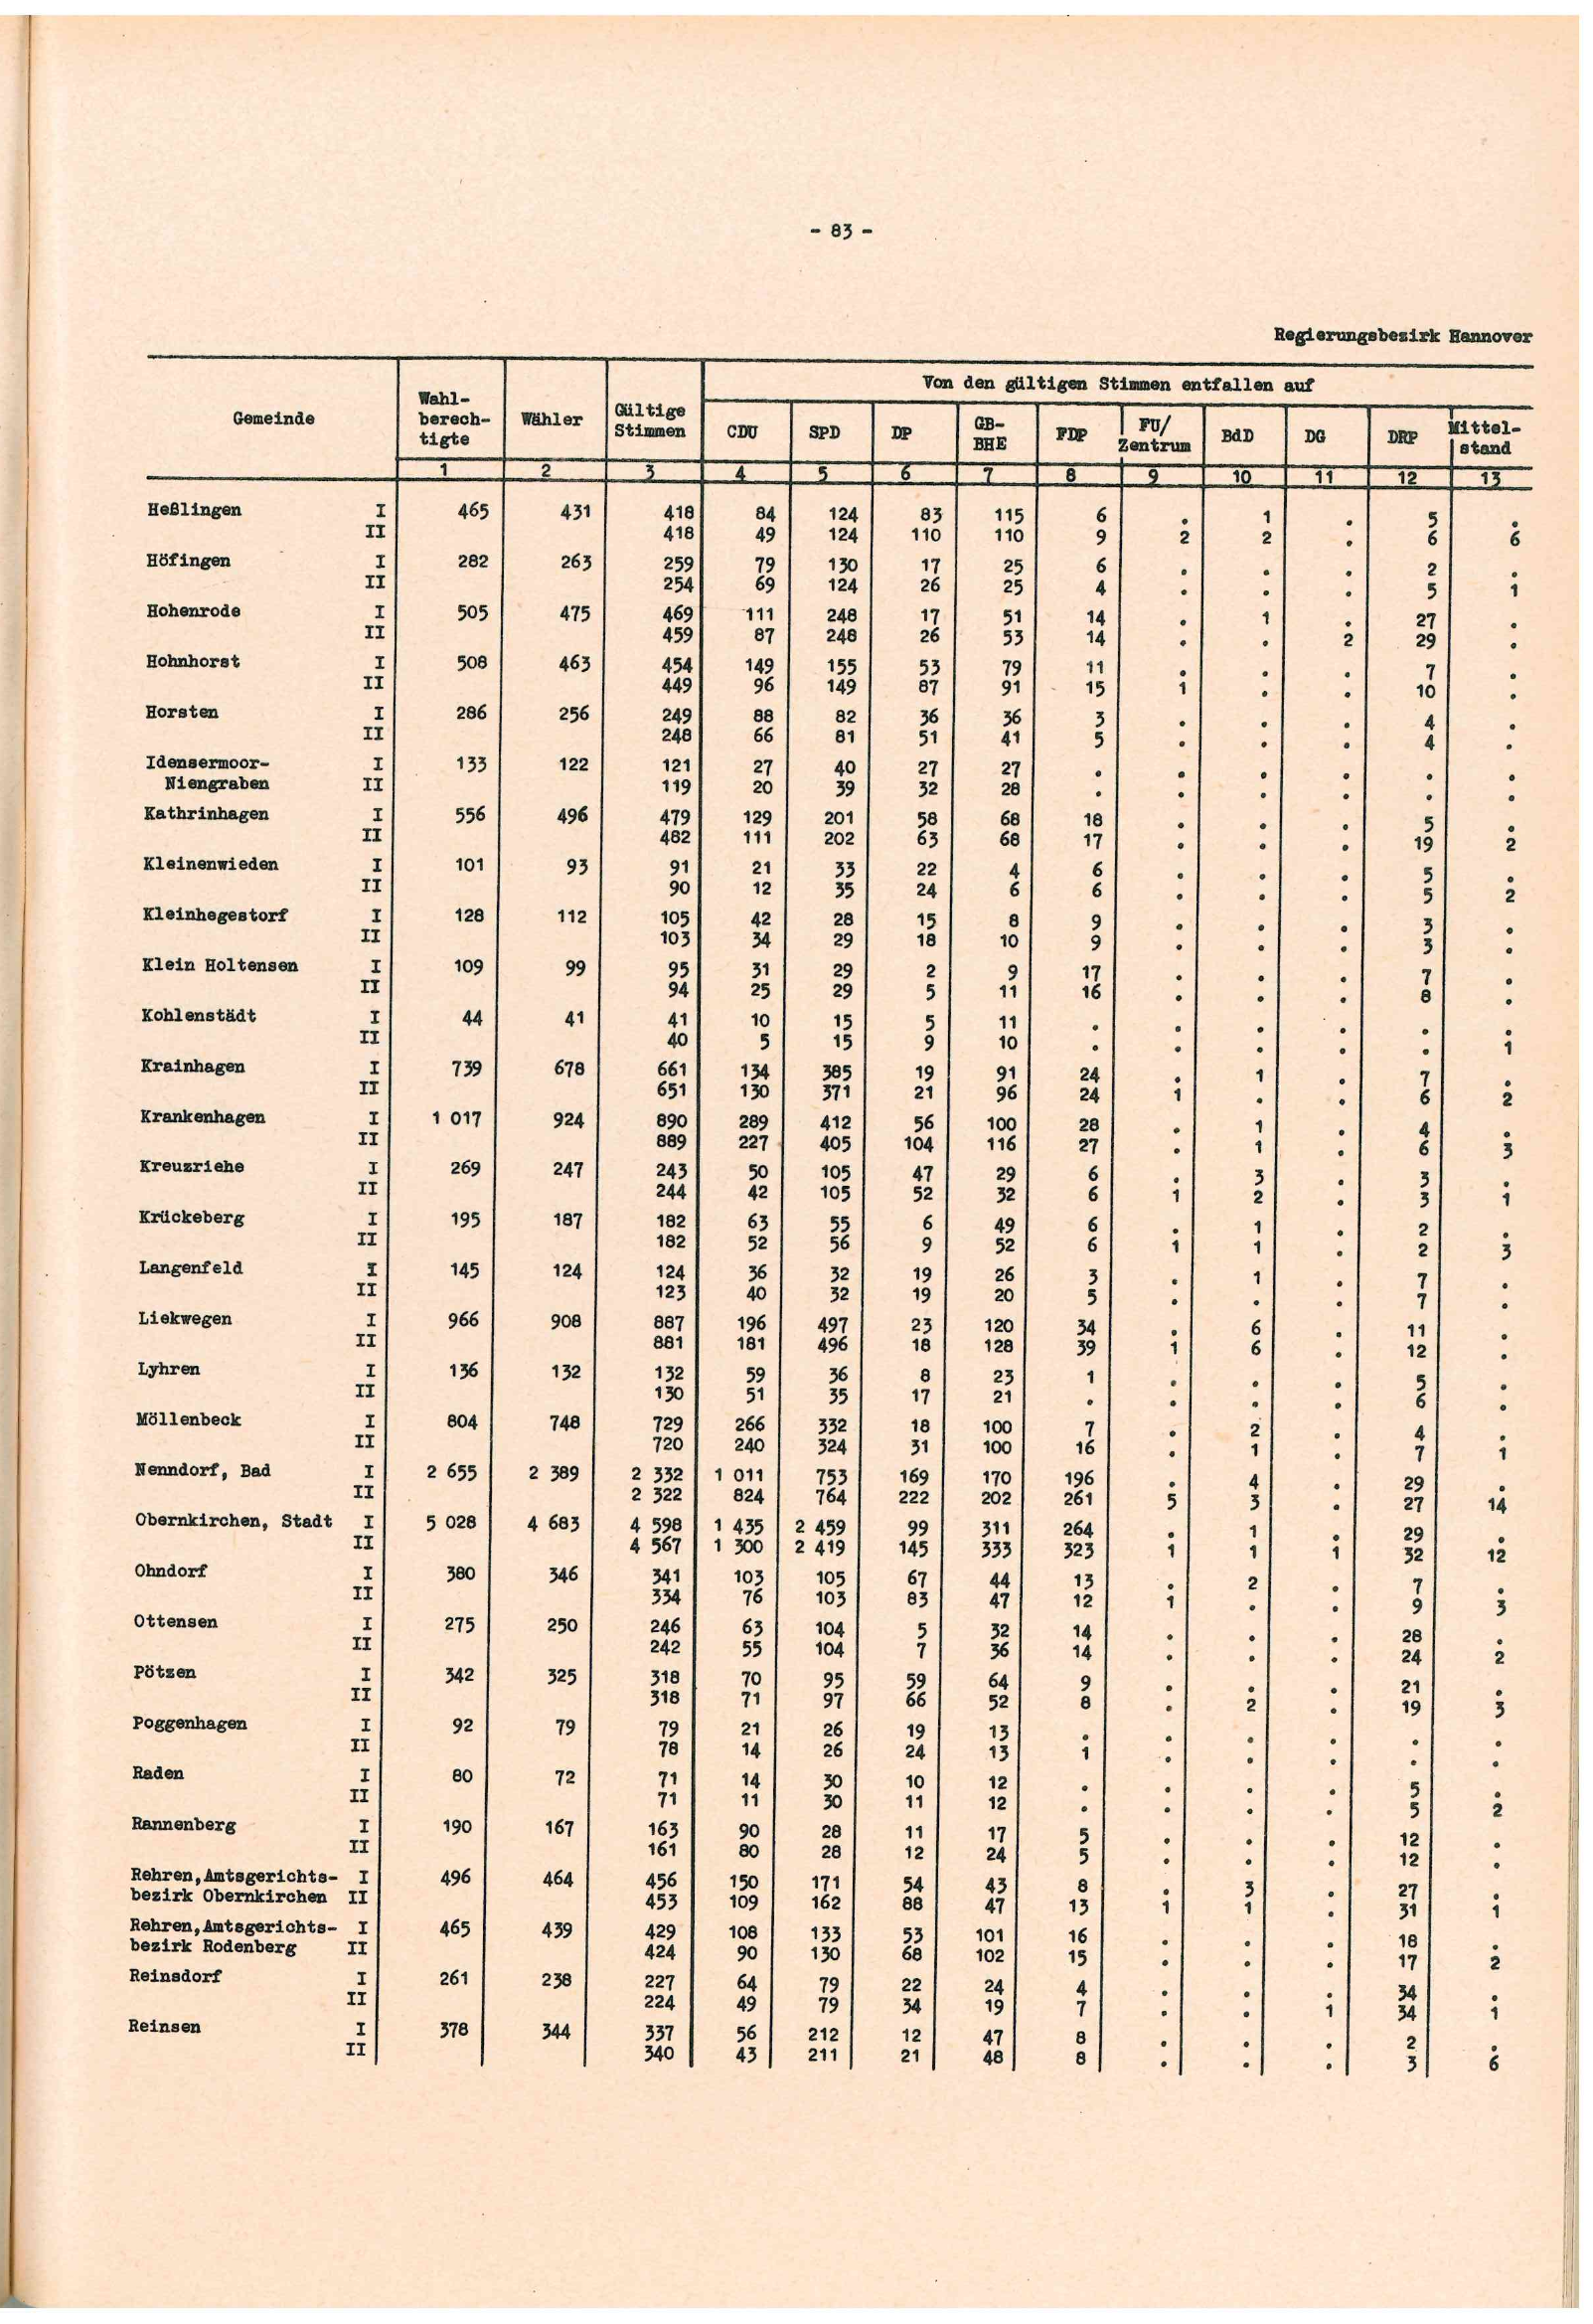 - 83 -
Regierungsbezirk Hannover
Gemeinde Wahl-berech-tigte Wähler Gültige Stimmen Von den gültigen Stimmen entfallen auf
CDU SPD DP GB-BHE FDP FU/Zentrum BdD DG DRP Mittel-stand
1 2 3 4 5 6 7 8 9 10 11 12 13
Heßlingen I 465 431 418 84 124 83 115 6 . 1 . 5 .
II 418 49 124 110 110 9 2 2 . 6 6
Höfingen I 282 263 259 79 130 17 25 6 . . . 2 .
II 254 69 124 26 25 4 . . . 5 1
Hohenrode I 505 475 469 111 248 17 51 14 . 1 . 27 .
II 459 87 248 26 53 14 . . 2 29 .
Hohnhorst I 508 463 454 149 155 53 79 11 . . . 7 .
II 449 96 149 87 91 15 1 . . 10 .
Horsten I 286 256 249 88 82 36 36 3 . . . 4 .
II 248 66 81 51 41 5 . . . 4 .
Idensermoor- I 133 122 121 27 40 27 27 . . . . . .
Niengraben II 119 20 39 32 28 . . . . . .
Kathrinhagen I 556 496 479 129 201 58 68 18 . . . 5 .
II 482 111 202 63 68 17 . . . 19 2
Kleinenwieden I 101 93 91 21 33 22 4 6 . . . 5 .
II 90 12 35 24 6 6 . . . 5 2
Kleinhegestorf I 128 112 105 42 28 15 8 9 . . . 3 .
II 103 34 29 18 10 9 . . . 3 .
Klein Holtensen I 109 99 95 31 29 2 9 17 . . . 7 .
II 94 25 29 5 11 16 . . . 8 .
Kohlenstädt I 44 41 41 10 15 5 11 . . . . . .
II 40 5 15 9 10 . . . . . 1
Krainhagen I 739 678 661 134 385 19 91 24 . 1 . 7 .
II 651 130 371 21 96 24 1 . . 6 2
Krankenhagen I 1 017 924 890 289 412 56 100 28 . 1 . 4 .
II 889 227 405 104 116 27 . 1 . 6 3
Kreuzriehe I 269 247 243 50 105 47 29 6 . 3 . 3 .
II 244 42 105 52 32 6 1 2 . 3 1
Krückeberg I 195 187 182 63 55 6 49 6 . 1 . 2 .
II 182 52 56 9 52 6 1 1 . 2 3
Langenfeld I 145 124 124 36 32 19 26 3 . 1 . 7 .
II 123 40 32 19 20 5 . . . 7 .
Liekwegen I 966 908 887 196 497 23 120 34 . 6 . 11 .
II 881 181 496 18 128 39 1 6 . 12 .
Lyhren I 136 132 132 59 36 8 23 1 . . . 5 .
II 130 51 35 17 21 . . . . 6 .
Möllenbeck I 804 748 729 266 332 18 100 7 . 2 . 4 .
II 720 240 324 31 100 16 . 1 . 7 1
Nenndorf, Bad I 2 655 2 389 2 332 1 011 753 169 170 196 . 4 . 29 .
II 2 322 824 764 222 202 261 5 3 . 27 14
Obernkirchen, Stadt I 5 028 4 683 4 598 1 435 2 459 99 311 264 . 1 . 29 .
II 4 567 1 300 2 419 145 333 323 1 1 1 32 12
Ohndorf I 380 346 341 103 105 67 44 13 . 2 . 7 .
II 334 76 103 83 47 12 1 . . 9 3
Ottensen I 275 250 246 63 104 5 32 14 . . . 28 .
II 242 55 104 7 36 14 . . . 24 2
Pötzen I 342 325 318 70 95 59 64 9 . . . 21 .
II 318 71 97 66 52 8 . 2 . 19 3
Poggenhagen I 92 79 79 21 26 19 13 . . . . . .
II 78 14 26 24 13 1 . . . . .
Raden I 80 72 71 14 30 10 12 . . . . 5 .
II 71 11 30 11 12 . . . . 5 2
Rannenberg I 190 167 163 90 28 11 17 5 . . . 12 .
II 161 80 28 12 24 5 . . . 12 .
Rehren,Amtsgerichts- I 496 464 456 150 171 54 43 8 . 3 . 27 .
bezirk Obernkirchen II 453 109 162 88 47 13 1 1 . 31 1
Rehren,Amtsgerichts- I 465 439 429 108 133 53 101 16 . . . 18 .
bezirk Rodenberg II 424 90 130 68 102 15 . . . 17 2
Reinsdorf I 261 238 227 64 79 22 24 4 . . . 34 .
II 224 49 79 34 19 7 . . 1 34 1
Reinsen I 378 344 337 56 212 12 47 8 . . . 2 .
II 340 43 211 21 48 8 . . . 3 6